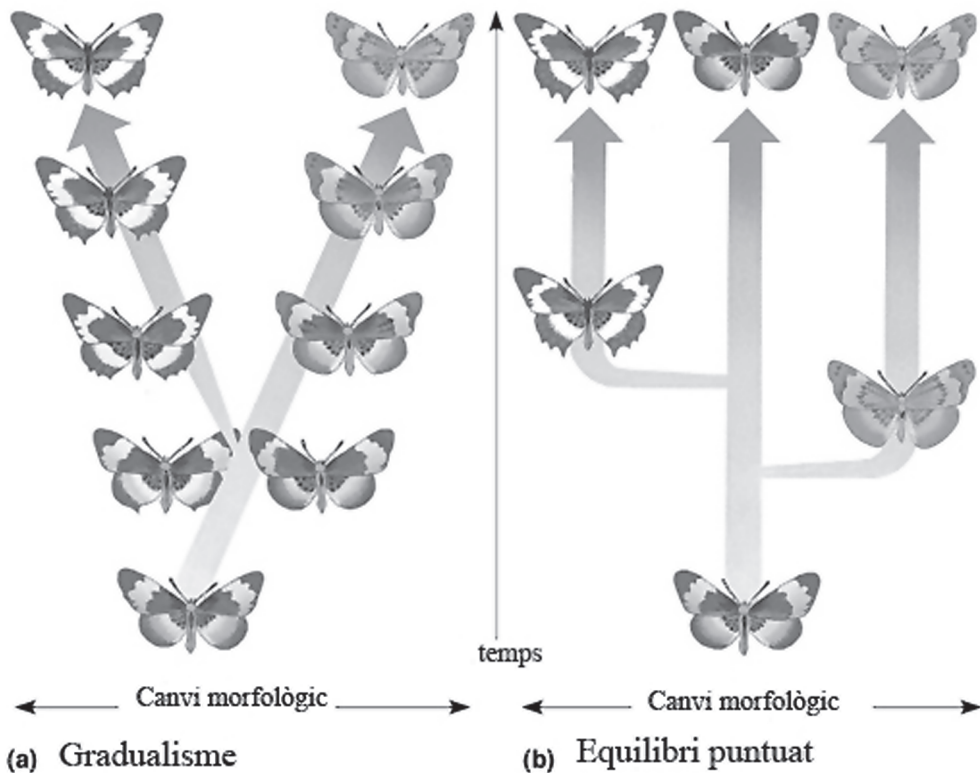 temps
Canvi morfològic
Canvi morfològic
(a) Gradualisme
(b) Equilibri puntuat